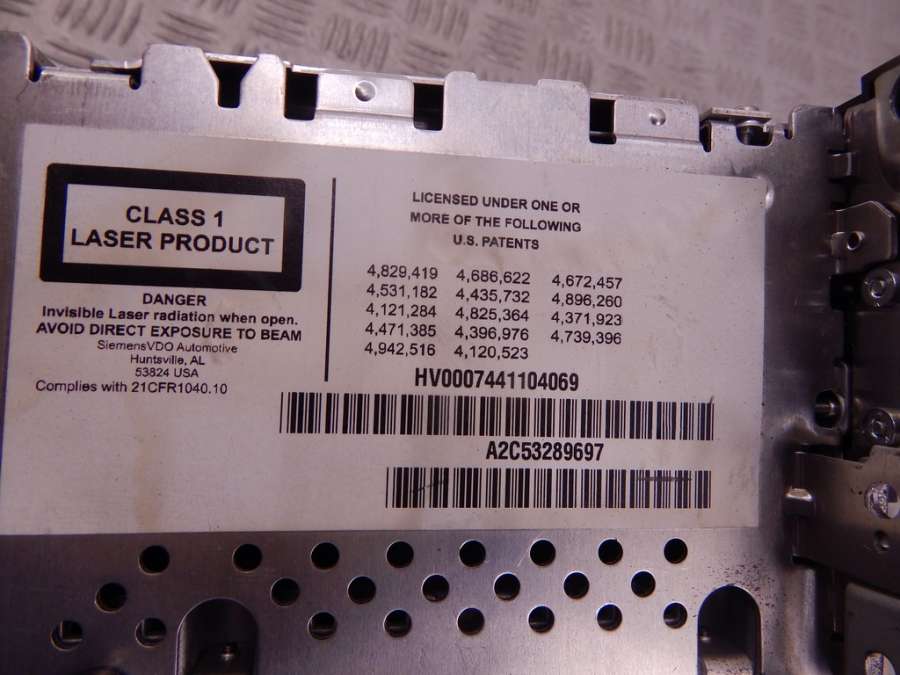 CLASS 1
LASER PRODUCT
DANGER
Invisible Laser radiation when open.
AVOID DIRECT EXPOSURE TO BEAM
SiemensVDO Automotive
Huntsville, AL
53824 USA
Complies with 21CFR1040.10
LICENSED UNDER ONE OR
MORE OF THE FOLLOWING
U.S. PATENTS
4,829,419 4,686,622 4,672,457
4,531,182 4,435,732 4,896,260
4,121,284 4,825,364 4,371,923
4,471,385 4,396,976 4,739,396
4,942,516 4,120,523
HV0007441104069
A2C53289697